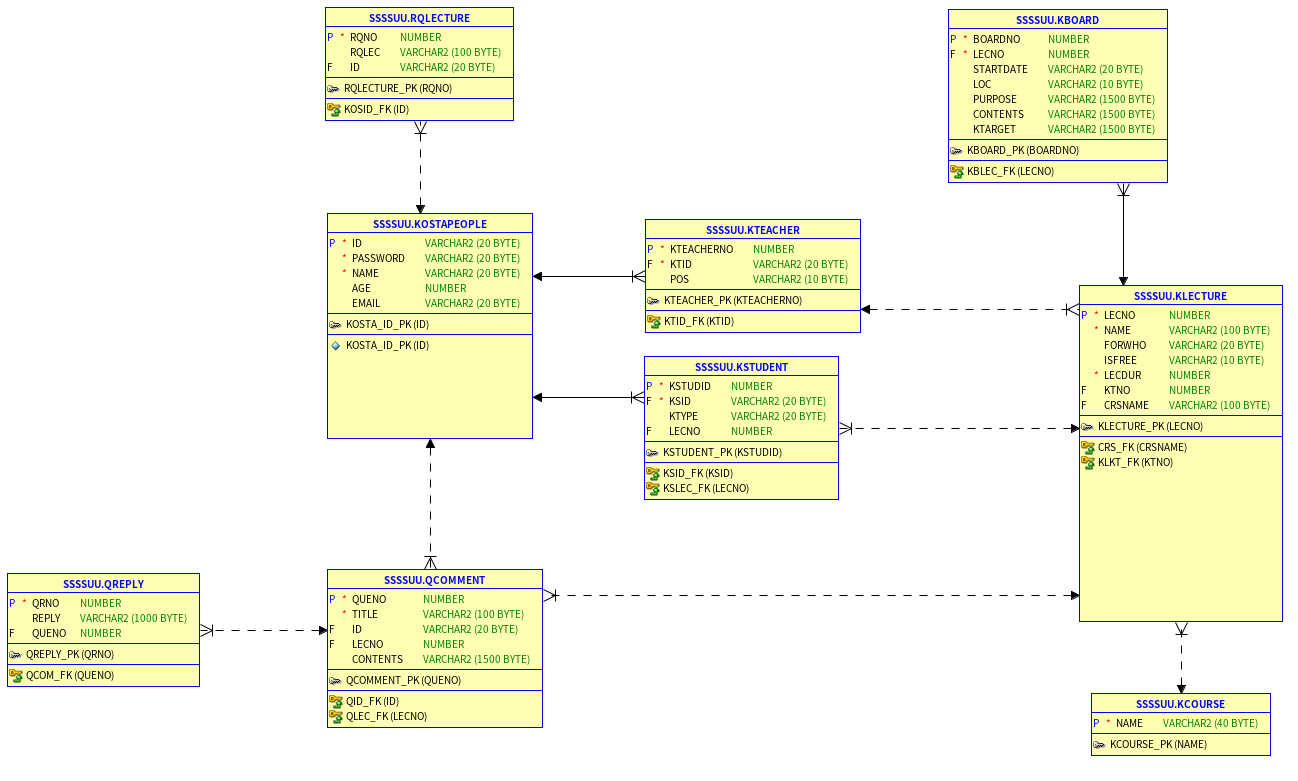 SSSSUU.RQLECTURE
P * RQNO NUMBER
RQLEC VARCHAR2 (100 BYTE)
F ID VARCHAR2 (20 BYTE)
RQLECTURE_PK (RQNO)
KOSID_FK (ID)
SSSSUU.KBOARD
P * BOARDNO NUMBER
F * LECNO NUMBER
STARTDATE VARCHAR2 (20 BYTE)
LOC VARCHAR2 (10 BYTE)
PURPOSE VARCHAR2 (1500 BYTE)
CONTENTS VARCHAR2 (1500 BYTE)
KTARGET VARCHAR2 (1500 BYTE)
KBOARD_PK (BOARDNO)
KBLEC_FK (LECNO)
SSSSUU.KOSTAPEOPLE
P * ID VARCHAR2 (20 BYTE)
* PASSWORD VARCHAR2 (20 BYTE)
* NAME VARCHAR2 (20 BYTE)
AGE NUMBER
EMAIL VARCHAR2 (20 BYTE)
KOSTA_ID_PK (ID)
KOSTA_ID_PK (ID)
SSSSUU.KTEACHER
P * KTEACHERNO NUMBER
F * KTID VARCHAR2 (20 BYTE)
POS VARCHAR2 (10 BYTE)
KTEACHER_PK (KTEACHERNO)
KTID_FK (KTID)
SSSSUU.KLECTURE
P * LECNO NUMBER
* NAME VARCHAR2 (100 BYTE)
FORWHO VARCHAR2 (20 BYTE)
ISFREE VARCHAR2 (10 BYTE)
* LECDUR NUMBER
F KTNO NUMBER
F CRSNAME VARCHAR2 (100 BYTE)
KLECTURE_PK (LECNO)
CRS_FK (CRSNAME)
KLKT_FK (KTNO)
SSSSUU.KSTUDENT
P * KSTUDID NUMBER
F * KSID VARCHAR2 (20 BYTE)
KTYPE VARCHAR2 (20 BYTE)
F LECNO NUMBER
KSTUDENT_PK (KSTUDID)
KSID_FK (KSID)
KSLEC_FK (LECNO)
SSSSUU.QREPLY
P * QRNO NUMBER
REPLY VARCHAR2 (1000 BYTE)
F QUENO NUMBER
QREPLY_PK (QRNO)
QCOM_FK (QUENO)
SSSSUU.QCOMMENT
P * QUENO NUMBER
* TITLE VARCHAR2 (100 BYTE)
F ID VARCHAR2 (20 BYTE)
F LECNO NUMBER
CONTENTS VARCHAR2 (1500 BYTE)
QCOMMENT_PK (QUENO)
QID_FK (ID)
QLEC_FK (LECNO)
SSSSUU.KCOURSE
P * NAME VARCHAR2 (40 BYTE)
KCOURSE_PK (NAME)